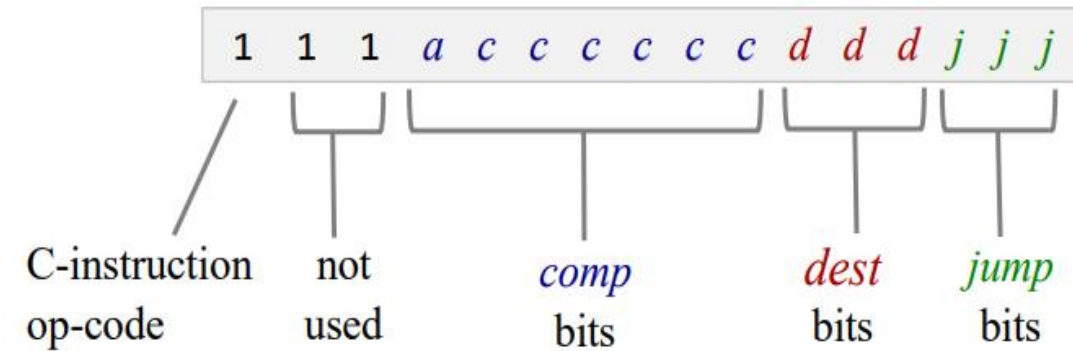 1 1 1 a c c c c c c d d d j j j
C-instruction not comp dest jump
op-code used bits bits bits